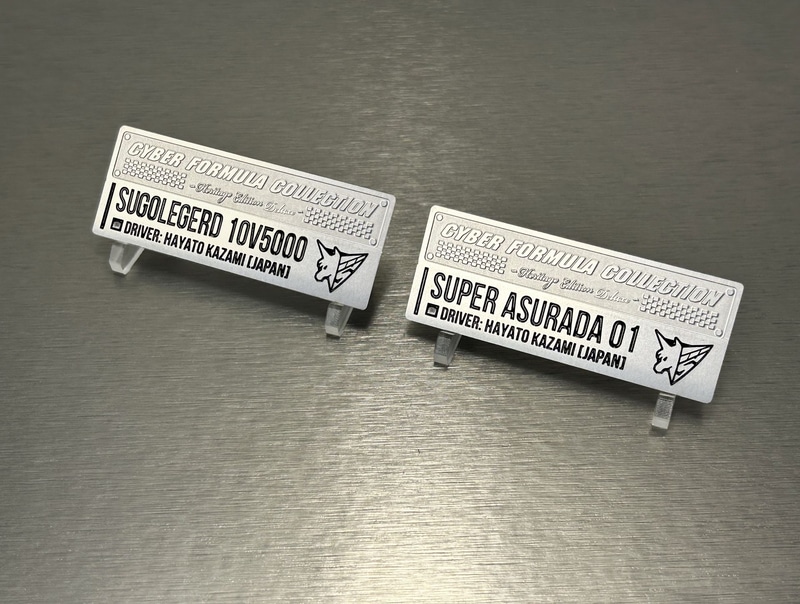 CYBER FORMULA COLLECTION
- Heritage Edition Deluxe -
SUGOLEGERD 10V5000
DRIVER: HAYATO KAZAMI [JAPAN]
CYBER FORMULA COLLECTION
- Heritage Edition Deluxe -
SUPER ASURADA 01
DRIVER: HAYATO KAZAMI [JAPAN]